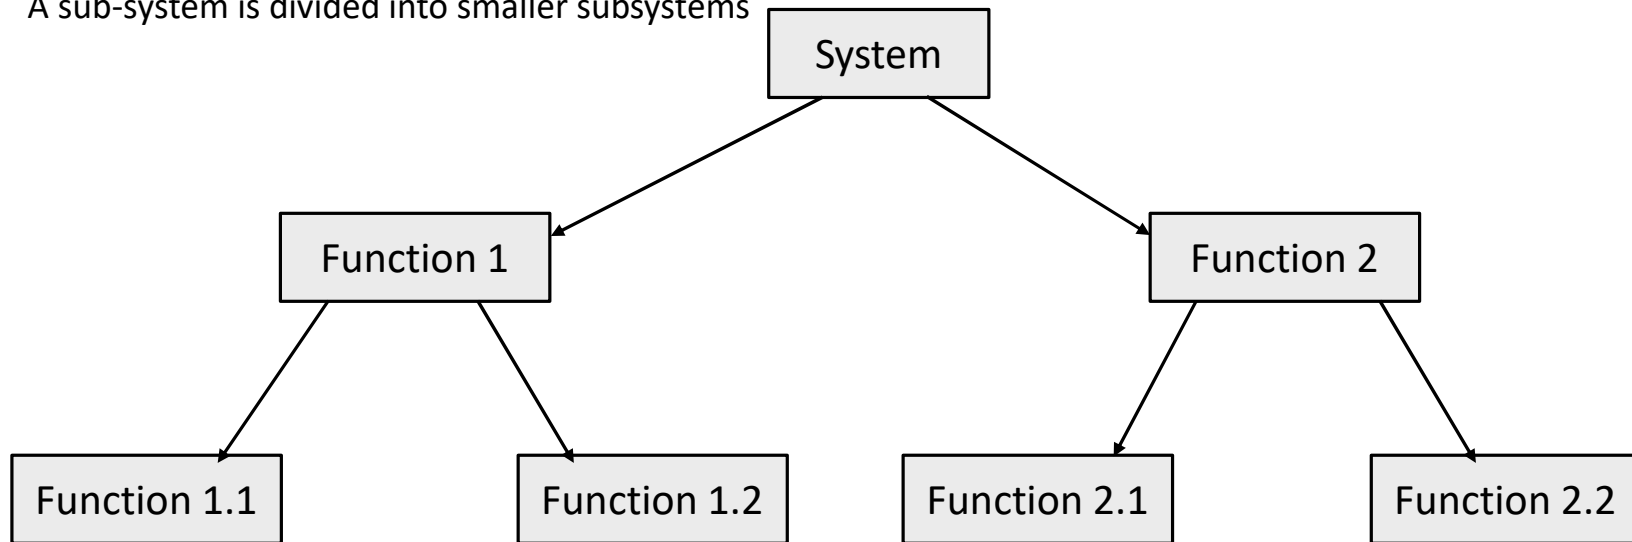 A sub-system is divided into smaller subsystems
System
Function 1
Function 2
Function 1.1
Function 1.2
Function 2.1
Function 2.2